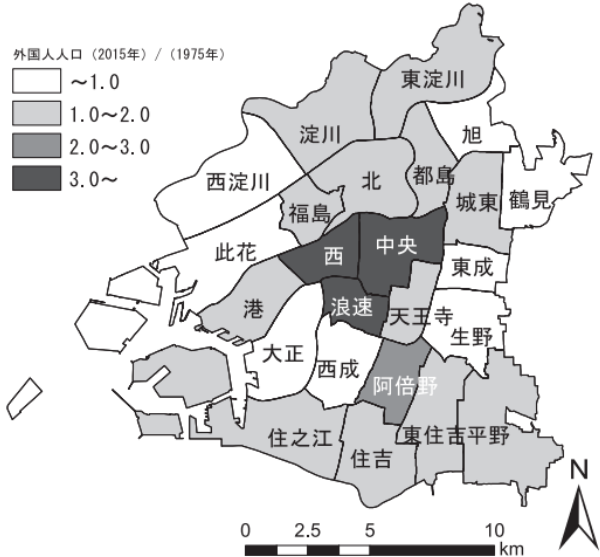 外国人人口（2015年）/（1975年）
～1.0
1.0～2.0
2.0～3.0
3.0～
東淀川
淀川
旭
西淀川
北
都島
福島
城東
鶴見
此花
西
中央
東成
港
浪速
天王寺
生野
大正
西成
阿倍野
住之江
住吉
東住吉
平野
N
0 2.5 5 10
km